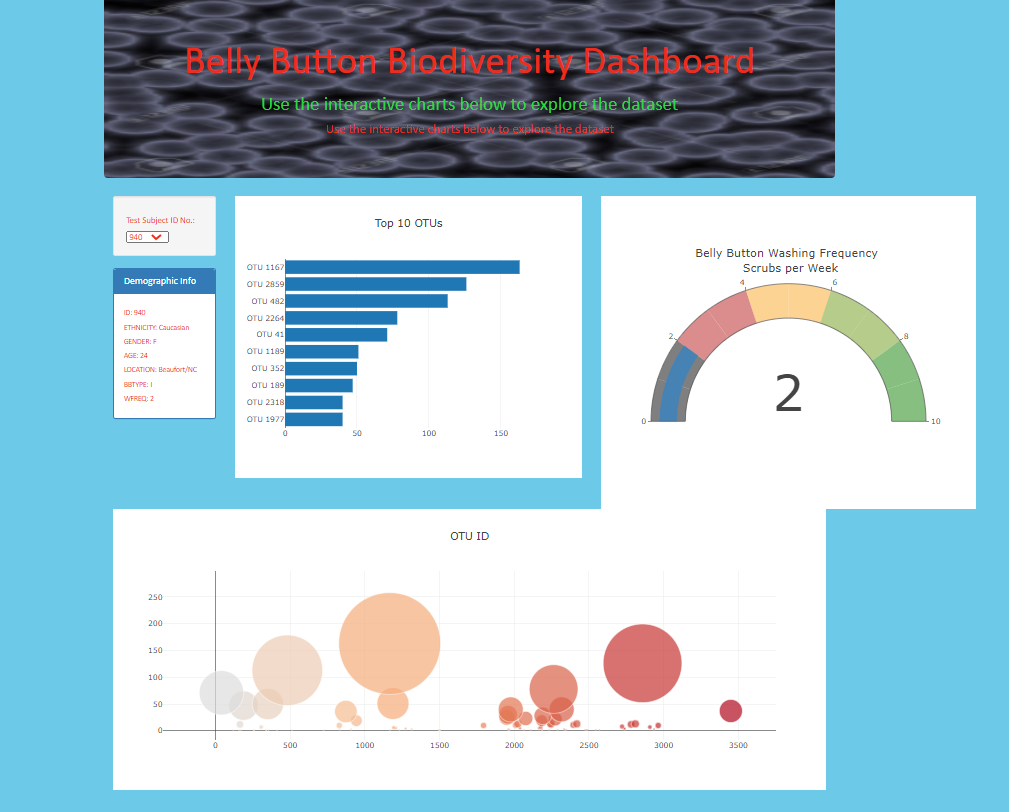 Belly Button Biodiversity Dashboard
Use the interactive charts below to explore the dataset
Use the interactive charts below to explore the dataset
Test Subject ID No.:
940
Demographic Info
ID: 940
ETHNICITY: Caucasian
GENDER: F
AGE: 24
LOCATION: Beaufort/NC
BBTYPE: I
WFREQ: 2
Top 10 OTUs
OTU 1167
OTU 2859
OTU 482
OTU 2264
OTU 41
OTU 1189
OTU 352
OTU 189
OTU 2318
OTU 1977
0 50 100 150
Belly Button Washing Frequency
Scrubs per Week
4 6
2 8
2
0 10
OTU ID
250
200
150
100
50
0
0 500 1000 1500 2000 2500 3000 3500